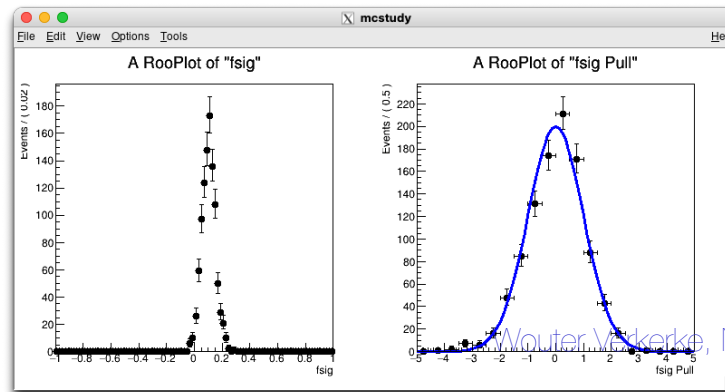 mcstudy
File Edit View Options Tools He
A RooPlot of "fsig"
Events / ( 0.02
180
160
140
120
100
80
60
40
20
0
−1 −0.8 −0.6 −0.4 −0.2 0 0.2 0.4 0.6 0.8
fsig
A RooPlot of "fsig Pull"
Events / ( 0.5 )
220
200
180
160
140
120
100
80
60
40
20
0
−5 −4 −3 −2 −1 0 1 2 3 4 5
fsig Pull
Wouter Verkerke,